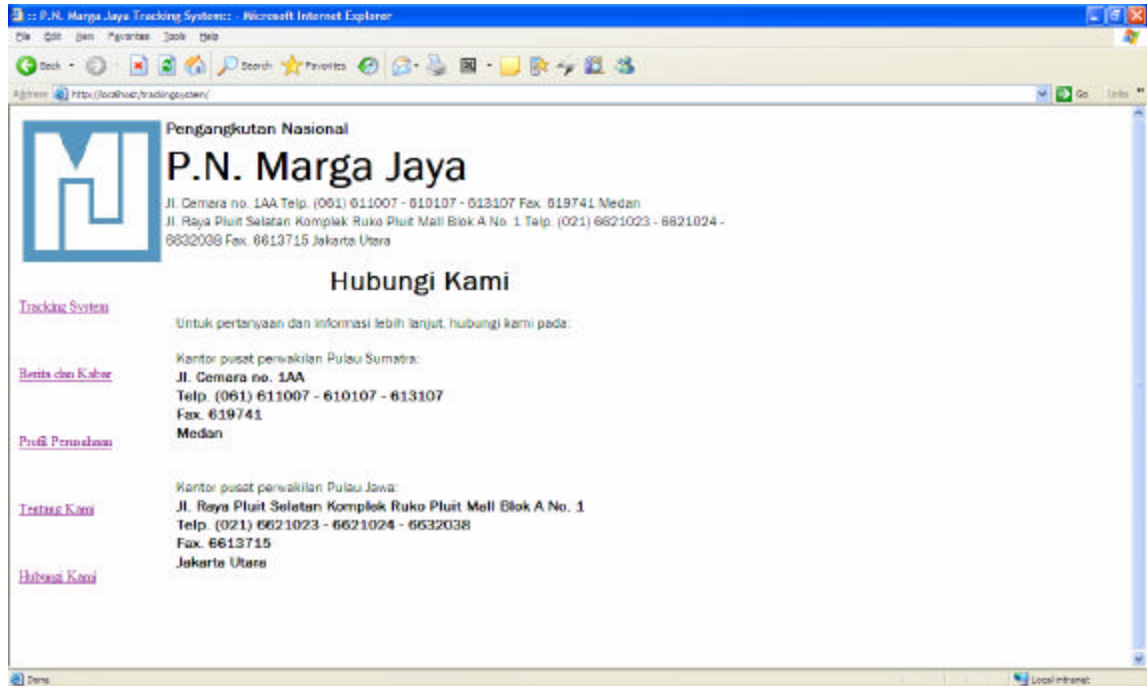 :: P.N. Marga Jaya Tracking System:: - Microsoft Internet Explorer
File Edit View Favorites Tools Help
Back Search Favorites
Address http://localhost/trackingsystem/ Go Links
Pengangkutan Nasional
P.N. Marga Jaya
Jl. Cemara no. 1AA Telp. (061) 611007 - 610107 - 613107 Fax. 619741 Medan
Jl. Raya Pluit Selatan Komplek Ruko Pluit Mall Blok A No. 1 Telp. (021) 6621023 - 6621024 -
6632038 Fax. 6613715 Jakarta Utara
Hubungi Kami
Tracking System
Untuk pertanyaan dan informasi lebih lanjut, hubungi kami pada:
Kantor pusat perwakilan Pulau Sumatra:
Berita dan Kabar
Jl. Cemara no. 1AA
Telp. (061) 611007 - 610107 - 613107
Fax. 619741
Medan
Profil Perusahaan
Kantor pusat perwakilan Pulau Jawa:
Jl. Raya Pluit Selatan Komplek Ruko Pluit Mall Blok A No. 1
Tentang Kami
Telp. (021) 6621023 - 6621024 - 6632038
Fax. 6613715
Jakarta Utara
Hubungi Kami
Done
Local intranet